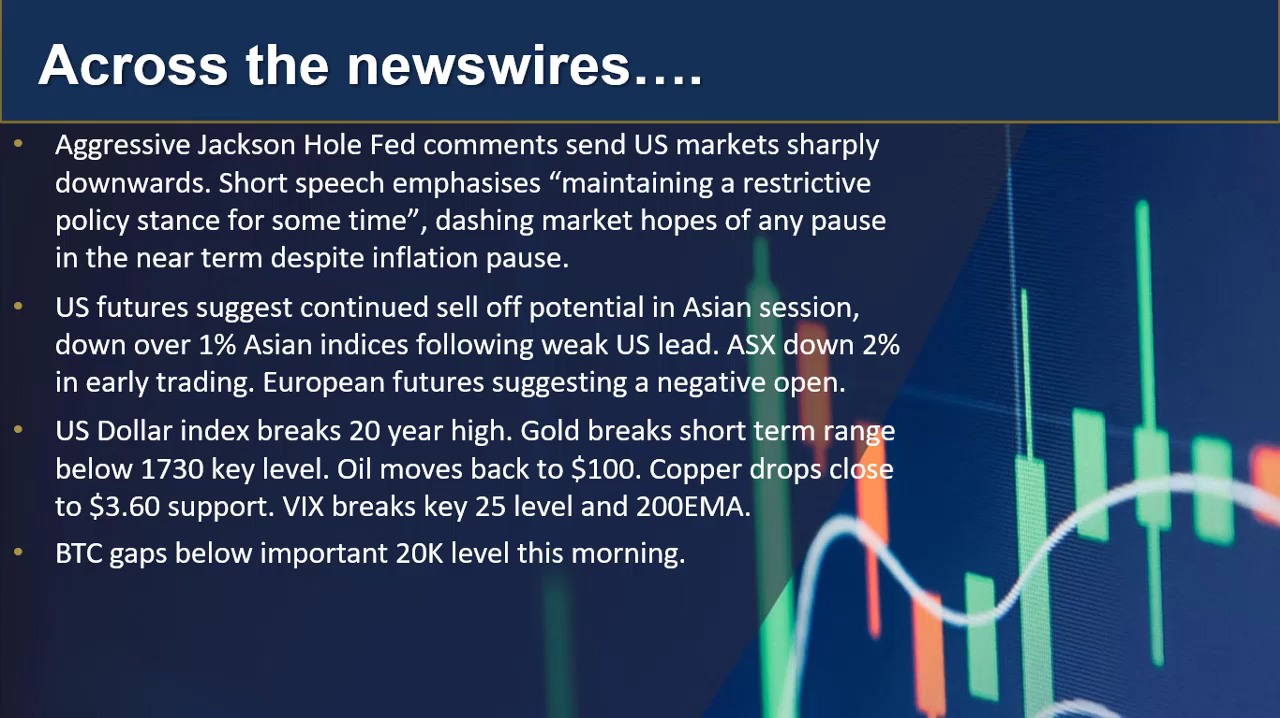 Across the newswires….
• Aggressive Jackson Hole Fed comments send US markets sharply
downwards. Short speech emphasises “maintaining a restrictive
policy stance for some time”, dashing market hopes of any pause
in the near term despite inflation pause.
• US futures suggest continued sell off potential in Asian session,
down over 1% Asian indices following weak US lead. ASX down 2%
in early trading. European futures suggesting a negative open.
• US Dollar index breaks 20 year high. Gold breaks short term range
below 1730 key level. Oil moves back to $100. Copper drops close
to $3.60 support. VIX breaks key 25 level and 200EMA.
• BTC gaps below important 20K level this morning.